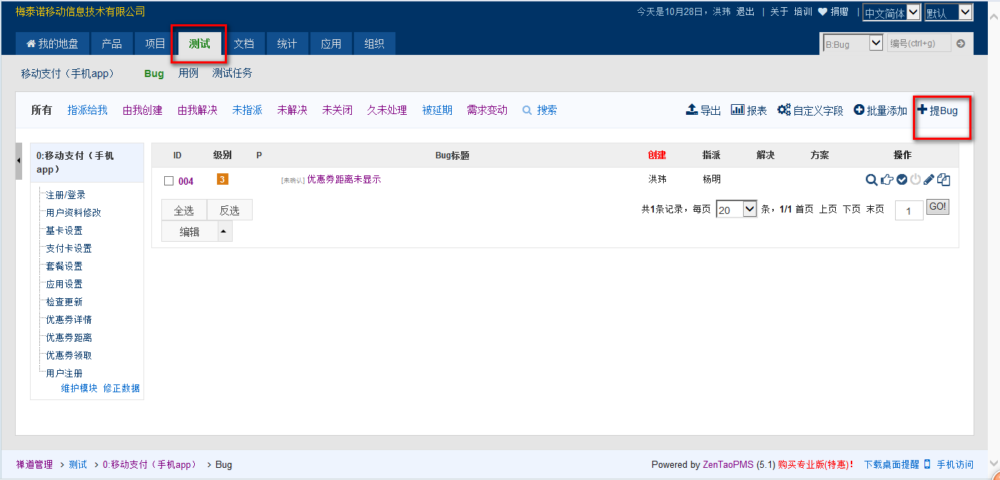 梅泰诺移动信息技术有限公司
今天是10月28日，洪玮 退出 | 关于 培训 捐赠 | 中文简体 默认
我的地盘 产品 项目 测试 文档 统计 应用 组织
B:Bug 编号(ctrl+g)
移动支付（手机app） Bug 用例 测试任务
所有 指派给我 由我创建 由我解决 未指派 未解决 未关闭 久未处理 被延期 需求变动 搜索
导出 报表 自定义字段 批量添加 提Bug
0:移动支付（手机
app）
注册/登录
用户资料修改
基卡设置
支付卡设置
套餐设置
应用设置
检查更新
优惠券详情
优惠券距离
优惠券领取
用户注册
维护模块 修正数据
ID 级别 P Bug标题 创建 指派 解决 方案 操作
004 3 [未确认] 优惠券距离未显示 洪玮 杨明
全选 反选
编辑
共1条记录，每页 20 条，1/1 首页 上页 下页 末页 1 GO!
禅道管理 › 测试 › 0:移动支付（手机app） › Bug
Powered by ZenTaoPMS (5.1) 购买专业版(特惠)！ 下载桌面提醒 手机访问